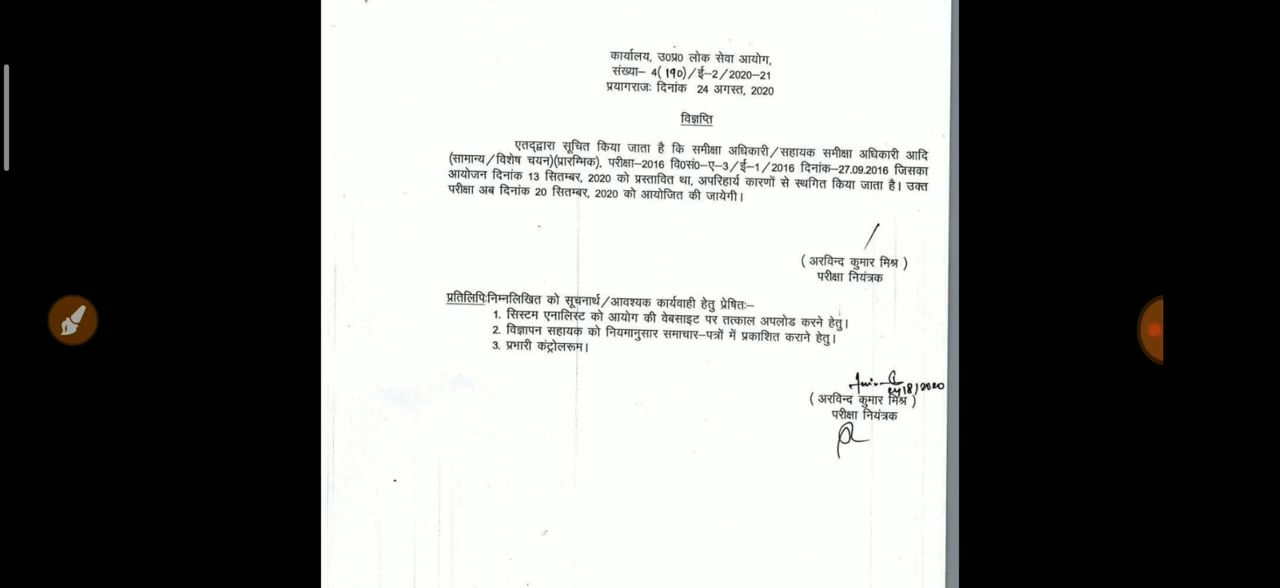 कार्यालय, उ0प्र0 लोक सेवा आयोग,
संख्या– 4(190)/ई–2/2020–21
प्रयागराजः दिनांक 24 अगस्त, 2020
विज्ञप्ति
एतद्द्वारा सूचित किया जाता है कि समीक्षा अधिकारी/सहायक समीक्षा अधिकारी आदि
(सामान्य/विशेष चयन)(प्रारम्भिक), परीक्षा–2016 वि0सं0–ए–3/ई–1/2016 दिनांक–27.09.2016 जिसका
आयोजन दिनांक 13 सितम्बर, 2020 को प्रस्तावित था, अपरिहार्य कारणों से स्थगित किया जाता है। उक्त
परीक्षा अब दिनांक 20 सितम्बर, 2020 को आयोजित की जायेगी।
( अरविन्द कुमार मिश्र )
परीक्षा नियंत्रक
प्रतिलिपिःनिम्नलिखित को सूचनार्थ/आवश्यक कार्यवाही हेतु प्रेषितः–
1. सिस्टम एनालिस्ट को आयोग की वेबसाइट पर तत्काल अपलोड करने हेतु।
2. विज्ञापन सहायक को नियमानुसार समाचार–पत्रों में प्रकाशित कराने हेतु।
3. प्रभारी कंट्रोलरूम।
24/8/2020
( अरविन्द कुमार मिश्र )
परीक्षा नियंत्रक